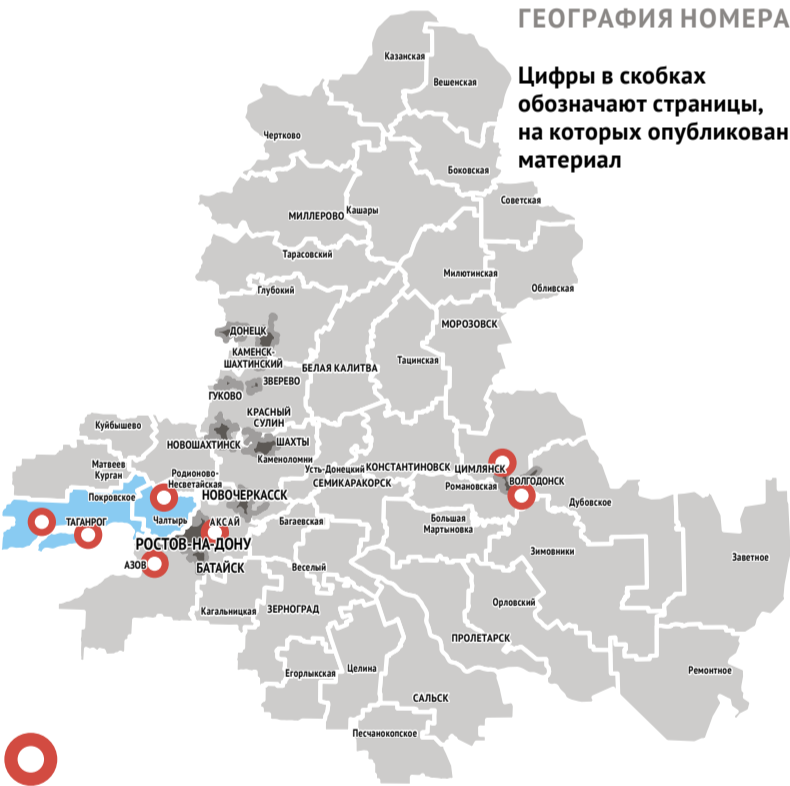 ГЕОГРАФИЯ НОМЕРА
Цифры в скобках
обозначают страницы,
на которых опубликован
материал
Казанская
Вешенская
Чертково
Боковская
Советская
МИЛЛЕРОВО
Кашары
Тарасовский
Милютинская
Обливская
Глубокий
МОРОЗОВСК
ДОНЕЦК
КАМЕНСК-
ШАХТИНСКИЙ
БЕЛАЯ КАЛИТВА
Тацинская
ЗВЕРЕВО
ГУКОВО
КРАСНЫЙ
СУЛИН
Куйбышево
НОВОШАХТИНСК
ШАХТЫ
Каменоломни
Матвеев
Курган
Родионово-
Несветайская
Усть-Донецкий
КОНСТАНТИНОВСК
ЦИМЛЯНСК
СЕМИКАРАКОРСК
Романовская
ВОЛГОДОНСК
Покровское
НОВОЧЕРКАССК
Дубовское
ТАГАНРОГ
Чалтырь
АКСАЙ
Багаевская
Большая
Мартыновка
РОСТОВ-НА-ДОНУ
Зимовники
Заветное
АЗОВ
БАТАЙСК
Веселый
Кагальницкая
ЗЕРНОГРАД
Орловский
ПРОЛЕТАРСК
Егорлыкская
Целина
Ремонтное
САЛЬСК
Песчанокопское